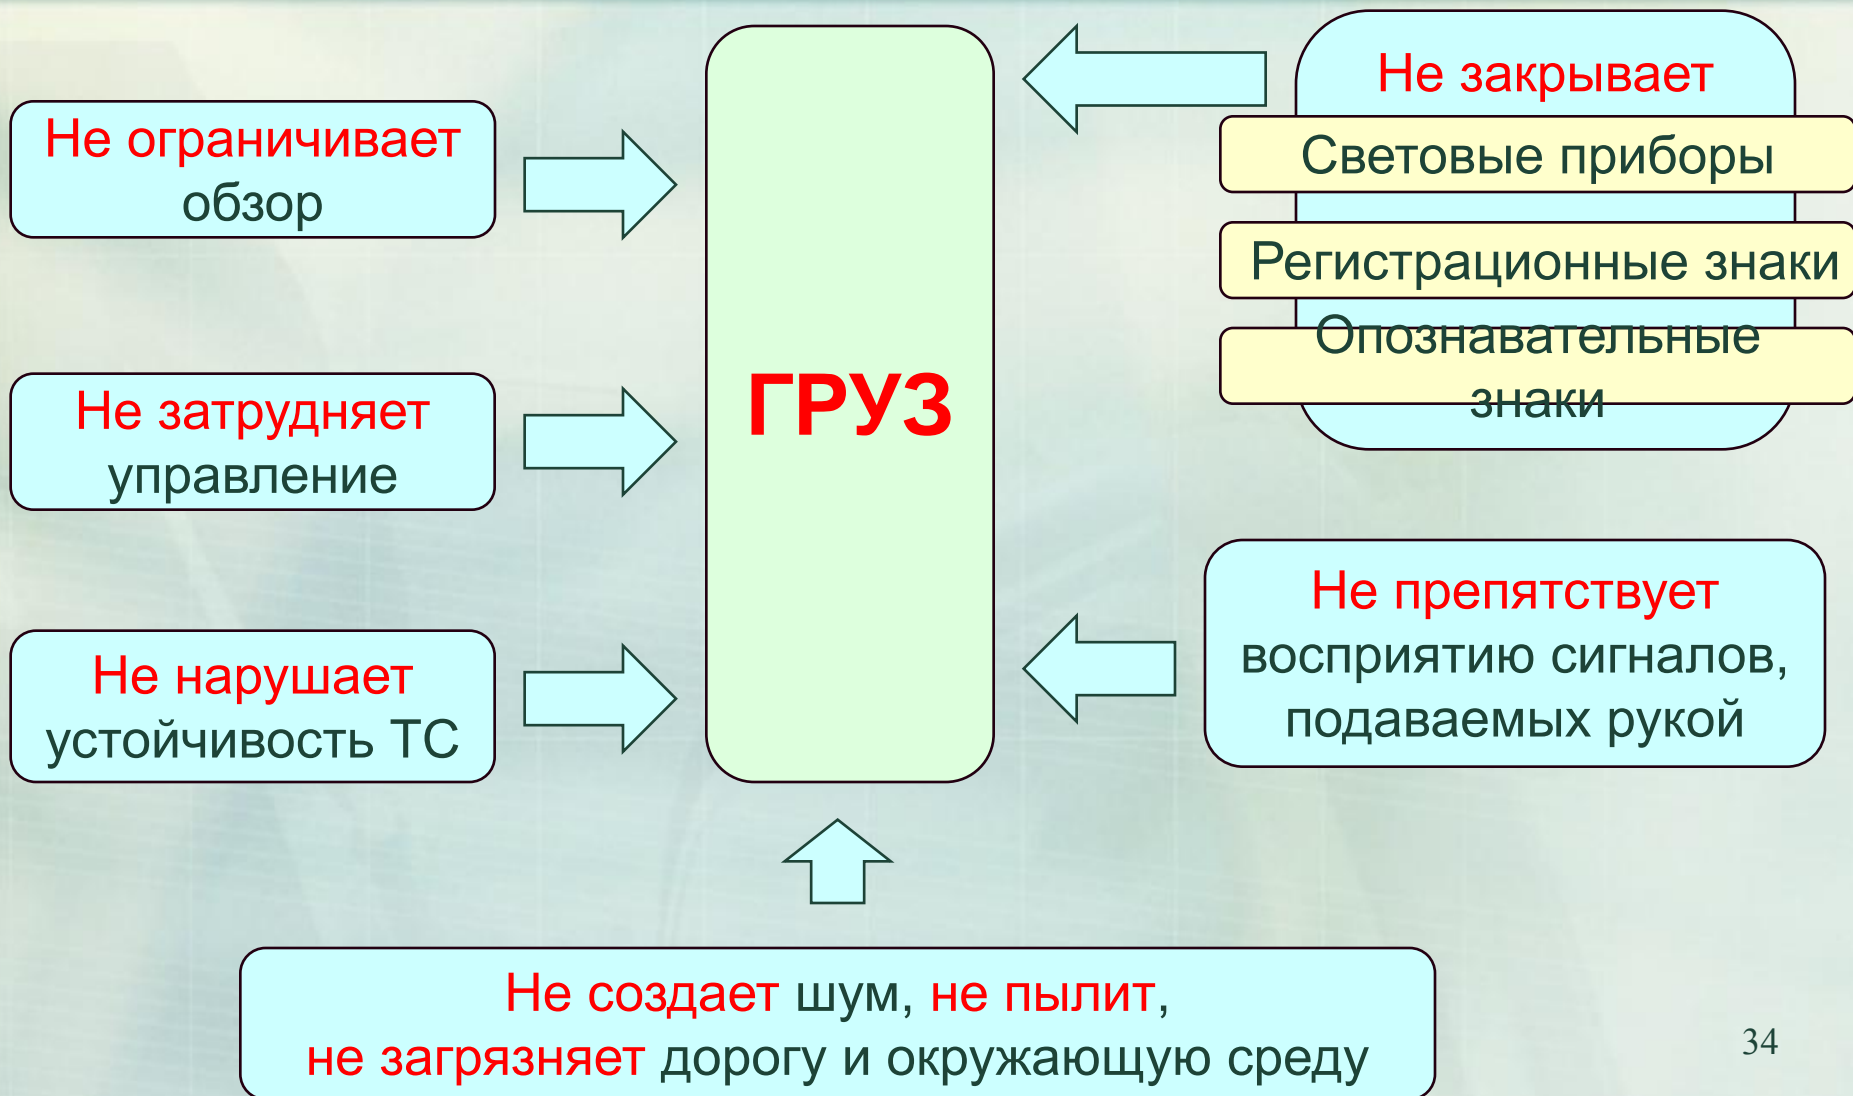 Не ограничивает
обзор
Не затрудняет
управление
Не нарушает
устойчивость ТС
ГРУЗ
Не закрывает
Световые приборы
Регистрационные знаки
Опознавательные
знаки
Не препятствует
восприятию сигналов,
подаваемых рукой
Не создает шум, не пылит,
не загрязняет дорогу и окружающую среду
34